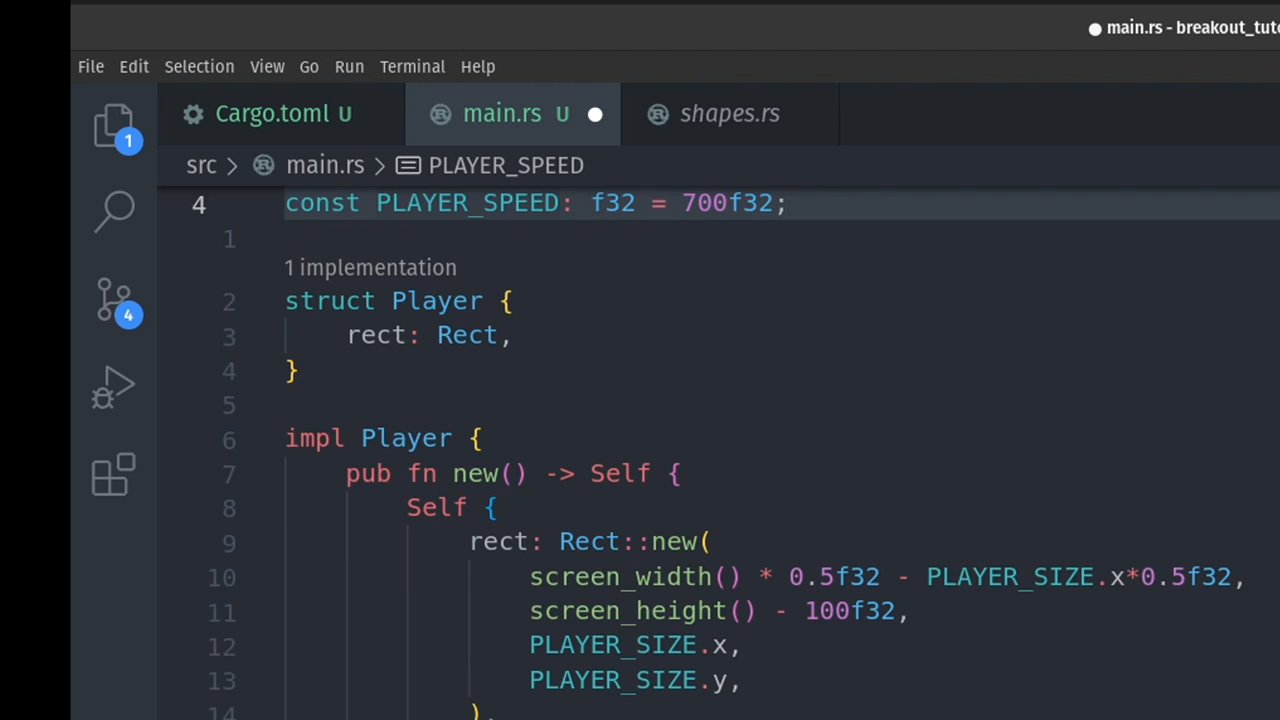 main.rs - breakout_tuto
File Edit Selection View Go Run Terminal Help
Cargo.toml U main.rs U shapes.rs
1
src > main.rs > PLAYER_SPEED
4 const PLAYER_SPEED: f32 = 700f32;
1
1 implementation
2 struct Player {
4
3 rect: Rect,
4 }
5
6 impl Player {
7 pub fn new() -> Self {
8 Self {
9 rect: Rect::new(
10 screen_width() * 0.5f32 - PLAYER_SIZE.x*0.5f32,
11 screen_height() - 100f32,
12 PLAYER_SIZE.x,
13 PLAYER_SIZE.y,
14 ),